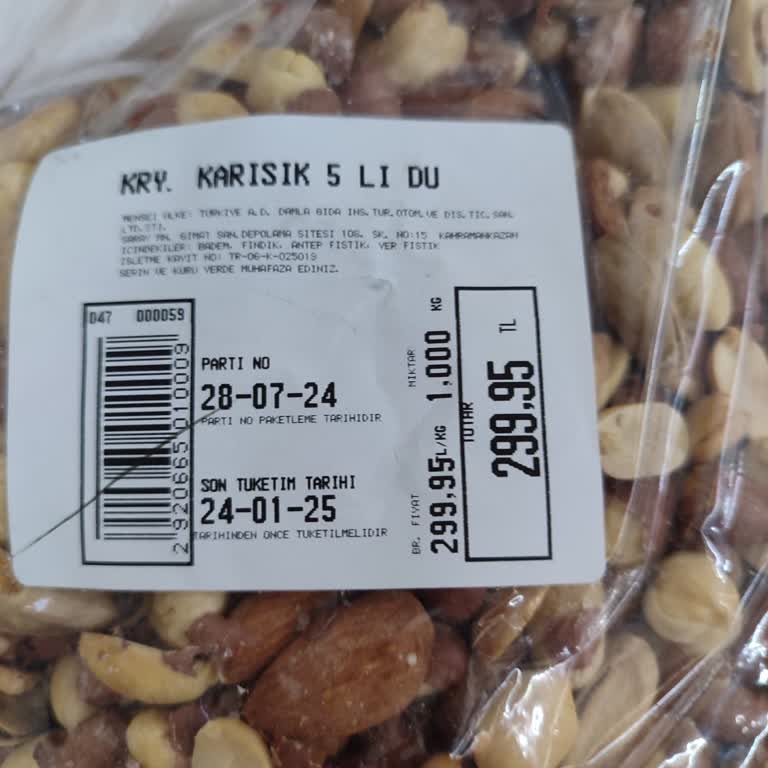 KRY. KARISIK 5 LI DU
MENSEI ULKE: TURKIYE A.D. DAMLA GIDA INS.TUR.OTOM.VE DIS.TIC.SAN.
LTD.STI.
SARAY MH. GIMAT SAN.DEPOLAMA SITESI 108. SK. NO:15 KAHRAMANKAZAN
ICINDEKILER: BADEM, FINDIK, ANTEP FISTIK, YER FISTIK
ISLETME KAYIT NO: TR-06-K-025019
SERIN VE KURU YERDE MUHAFAZA EDINIZ.
047 000059
2 920665 010009
PARTI NO
28-07-24
PARTI NO PAKETLEME TARIHIDIR
SON TUKETIM TARIHI
24-01-25
TARIHINDEN ONCE TUKETILMELIDIR
MIKTAR 1,000 KG
BR. FIYAT 299,95 TL/KG
TUTAR
299,95 TL